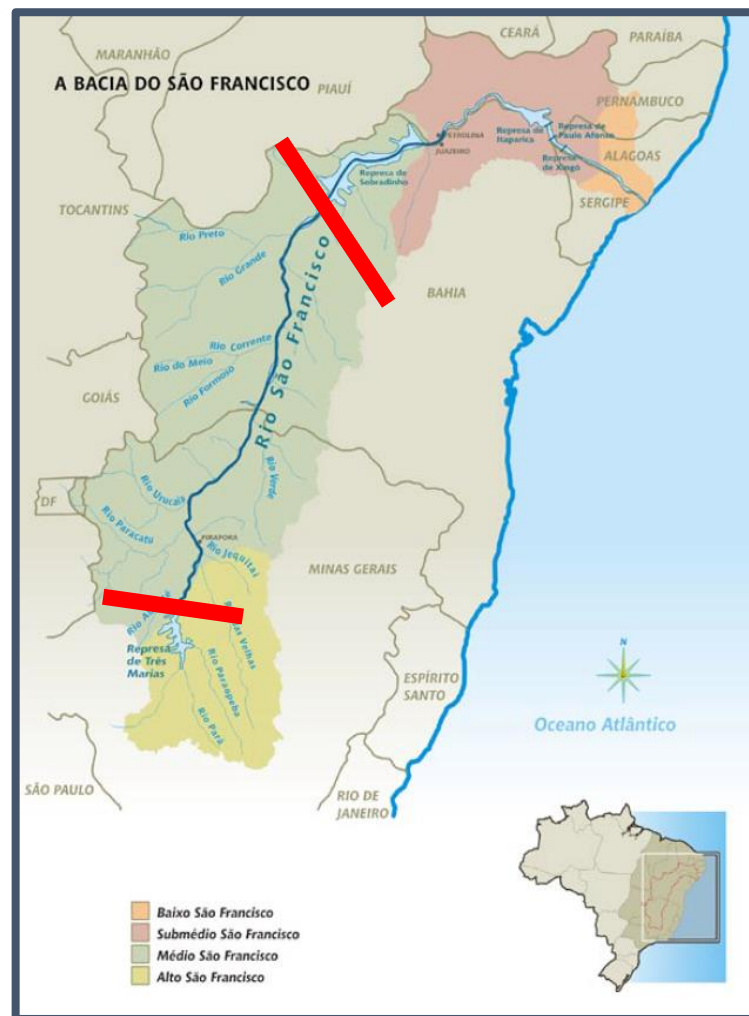 CEARÁ
PARAÍBA
MARANHÃO
A BACIA DO SÃO FRANCISCO
PIAUÍ
PERNAMBUCO
PETROLINA
JUAZEIRO
Represa de
Itaparica
Represa de
Paulo Afonso
Represa
de Xingó
ALAGOAS
SERGIPE
Represa de
Sobradinho
TOCANTINS
Rio Preto
Rio Grande
BAHIA
Rio São Francisco
Rio Corrente
Rio do Meio
Rio Formoso
GOIÁS
Rio Verde
Rio Urucuia
DF
Rio Paracatu
PIRAPORA
Rio Jequitaí
MINAS GERAIS
Represa
de Três
Marias
Rio Paraopeba
Rio Pará
ESPÍRITO
SANTO
N
Oceano Atlântico
SÃO PAULO
RIO DE
JANEIRO
Baixo São Francisco
Submédio São Francisco
Médio São Francisco
Alto São Francisco